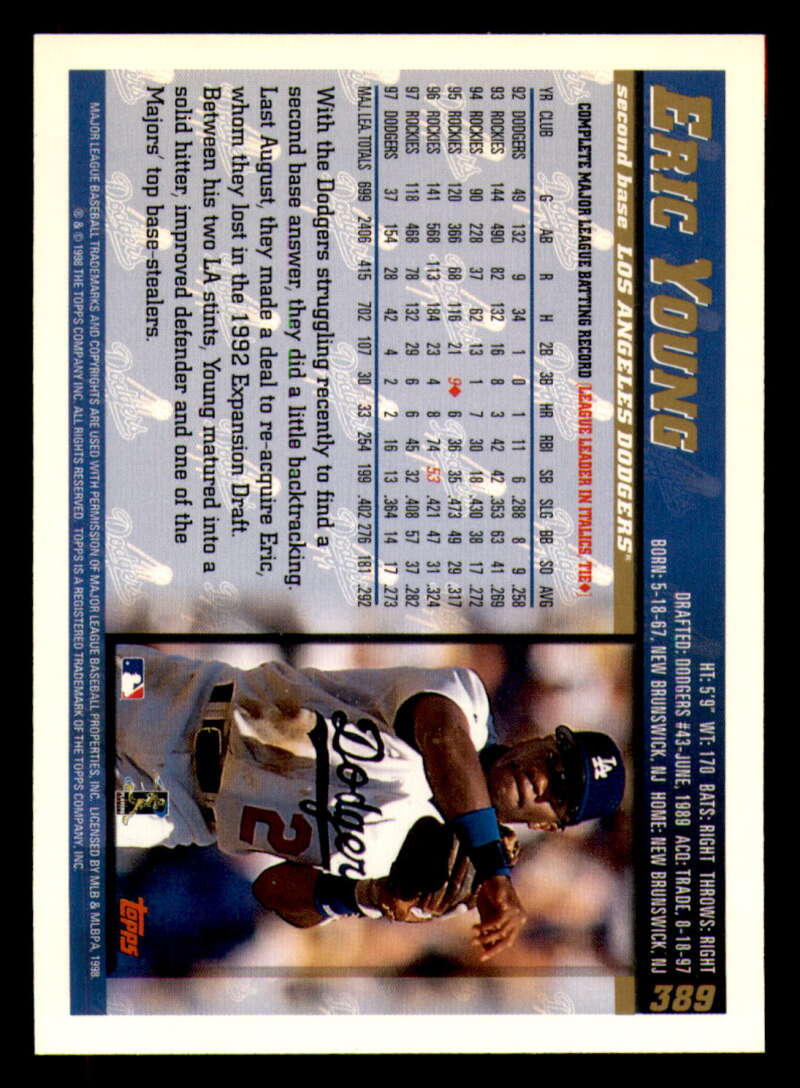 ERIC YOUNG
second base LOS ANGELES DODGERS
HT: 5'9" WT: 170 BATS: RIGHT THROWS: RIGHT
DRAFTED: DODGERS #43-JUNE, 1989 ACQ: TRADE, 8-18-97
BORN: 5-18-67, NEW BRUNSWICK, NJ HOME: NEW BRUNSWICK, NJ
389
COMPLETE MAJOR LEAGUE BATTING RECORD (LEAGUE LEADER IN ITALICS, TIE♦)
YR CLUB G AB R H 2B 3B HR RBI SB SLG BB SO AVG
92 DODGERS 49 132 9 34 1 0 1 11 6 .288 8 9 .258
93 ROCKIES 144 490 82 132 16 8 3 42 42 .353 63 41 .269
94 ROCKIES 90 228 37 62 13 1 7 30 18 .430 38 17 .272
95 ROCKIES 120 366 68 116 21 9♦ 6 36 35 .473 49 29 .317
96 ROCKIES 141 568 113 184 23 4 8 74 53 .421 47 31 .324
97 ROCKIES 118 468 78 132 29 6 6 45 32 .408 57 37 .282
97 DODGERS 37 154 28 42 4 2 2 16 13 .364 14 17 .273
MAJ. LEA. TOTALS 699 2406 415 702 107 30 33 254 199 .402 276 181 .292
With the Dodgers struggling recently to find a
second base answer, they did a little backtracking.
Last August, they made a deal to re-acquire Eric,
whom they lost in the 1992 Expansion Draft.
Between his two LA stints, Young matured into a
solid hitter, improved defender and one of the
Majors' top base-stealers.
LA
Dodgers
2
TOPPS
MAJOR LEAGUE BASEBALL TRADEMARKS AND COPYRIGHTS ARE USED WITH PERMISSION OF MAJOR LEAGUE BASEBALL PROPERTIES, INC. LICENSED BY MLB & MLBPA, 1998.
® & © 1998 THE TOPPS COMPANY, INC. ALL RIGHTS RESERVED. TOPPS IS A REGISTERED TRADEMARK OF THE TOPPS COMPANY, INC.